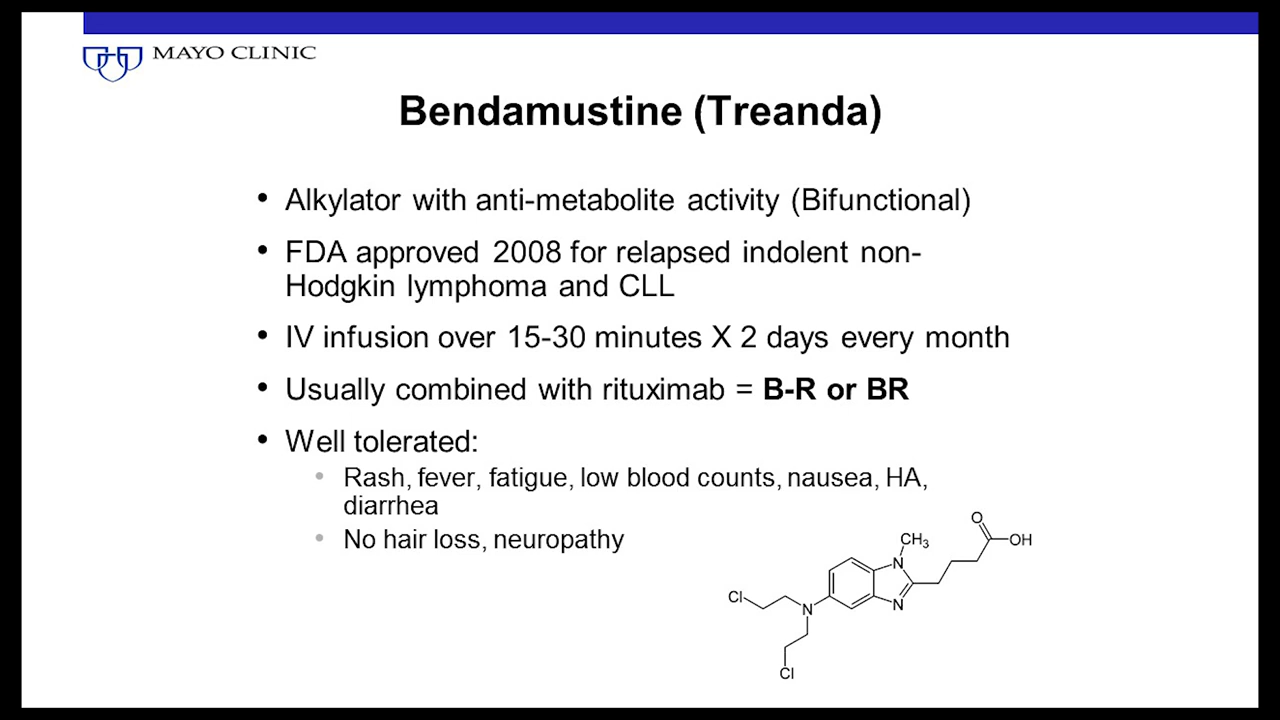 MAYO CLINIC
Bendamustine (Treanda)
• Alkylator with anti-metabolite activity (Bifunctional)
• FDA approved 2008 for relapsed indolent non-
Hodgkin lymphoma and CLL
• IV infusion over 15-30 minutes X 2 days every month
• Usually combined with rituximab = B-R or BR
• Well tolerated:
• Rash, fever, fatigue, low blood counts, nausea, HA,
diarrhea
• No hair loss, neuropathy
O
CH₃
OH
N
Cl
N
N
Cl